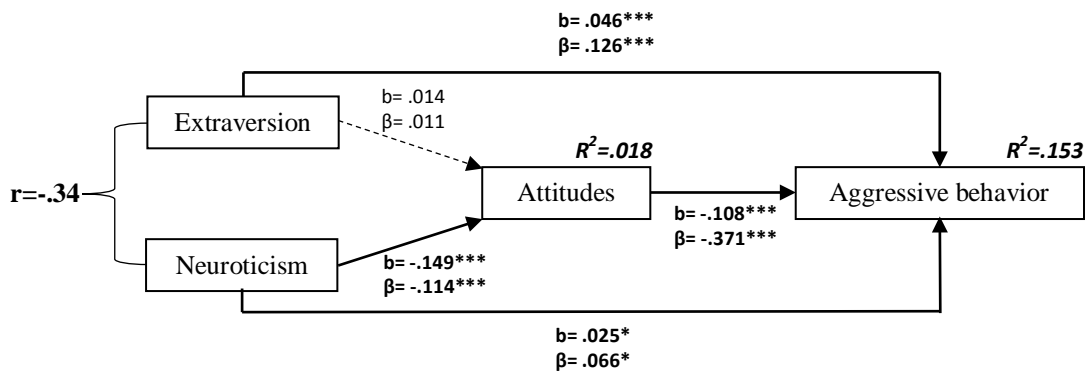 b= .046***
β= .126***
b= .014
β= .011
Extraversion
R²=.018
R²=.153
r=-.34
Attitudes
Aggressive behavior
b= -.108***
β= -.371***
Neuroticism
b= -.149***
β= -.114***
b= .025*
β= .066*